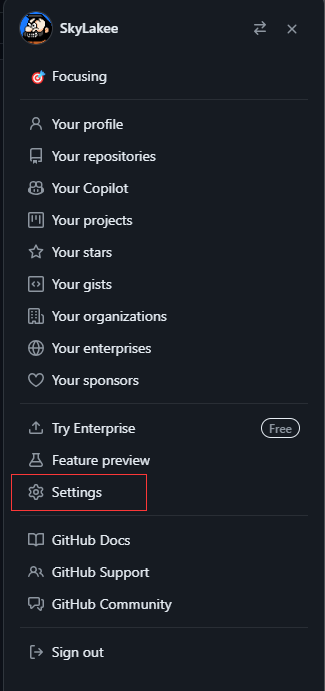 SkyLakee
Focusing
Your profile
Your repositories
Your Copilot
Your projects
Your stars
Your gists
Your organizations
Your enterprises
Your sponsors
Try Enterprise Free
Feature preview
Settings
GitHub Docs
GitHub Support
GitHub Community
Sign out